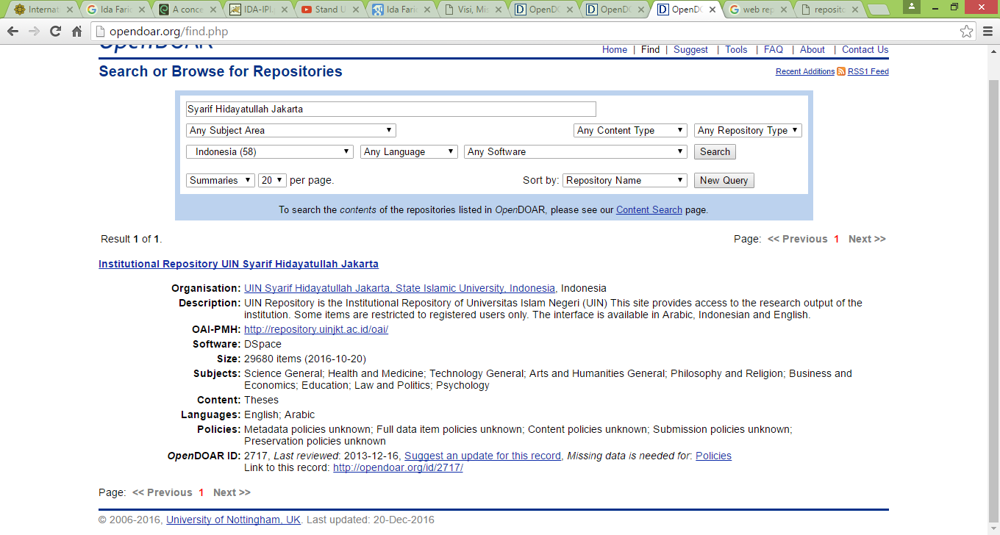 Internat Ida Faric A conce IDA-IPI Stand U Ida Faric Visi, Mis OpenDO OpenDO OpenDO web rep reposito
opendoar.org/find.php
OpenDOAR
Home | Find | Suggest | Tools | FAQ | About | Contact Us
Search or Browse for Repositories
Recent Additions RSS1 Feed
Syarif Hidayatullah Jakarta
Any Subject Area Any Content Type Any Repository Type
Indonesia (58) Any Language Any Software Search
Summaries 20 per page. Sort by: Repository Name New Query
To search the contents of the repositories listed in OpenDOAR, please see our Content Search page.
Result 1 of 1. Page: << Previous 1 Next >>
Institutional Repository UIN Syarif Hidayatullah Jakarta
Organisation: UIN Syarif Hidayatullah Jakarta, State Islamic University, Indonesia, Indonesia
Description: UIN Repository is the Institutional Repository of Universitas Islam Negeri (UIN) This site provides access to the research output of the
institution. Some items are restricted to registered users only. The interface is available in Arabic, Indonesian and English.
OAI-PMH: http://repository.uinjkt.ac.id/oai/
Software: DSpace
Size: 29680 items (2016-10-20)
Subjects: Science General; Health and Medicine; Technology General; Arts and Humanities General; Philosophy and Religion; Business and
Economics; Education; Law and Politics; Psychology
Content: Theses
Languages: English; Arabic
Policies: Metadata policies unknown; Full data item policies unknown; Content policies unknown; Submission policies unknown;
Preservation policies unknown
OpenDOAR ID: 2717, Last reviewed: 2013-12-16, Suggest an update for this record, Missing data is needed for: Policies
Link to this record: http://opendoar.org/id/2717/
Page: << Previous 1 Next >>
© 2006-2016, University of Nottingham, UK. Last updated: 20-Dec-2016